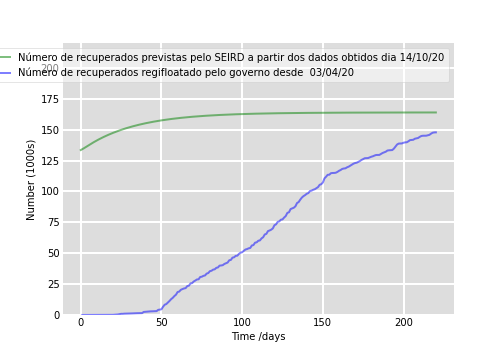 Número de recuperados previstas pelo SEIRD a partir dos dados obtidos dia 14/10/20
Número de recuperados regifloatado pelo governo desde 03/04/20
200
175
150
125
100
75
50
25
0
Number (1000s)
0 50 100 150 200
Time /days